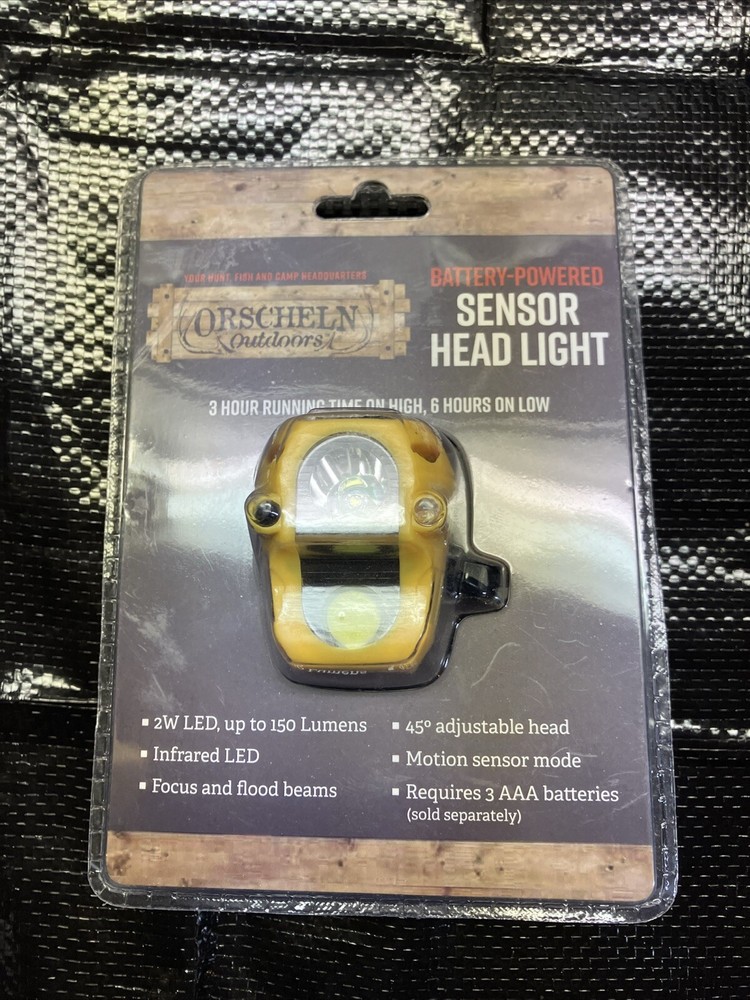 YOUR HUNT, FISH AND CAMP HEADQUARTERS
ORSCHELN
Outdoors
BATTERY-POWERED
SENSOR
HEAD LIGHT
3 HOUR RUNNING TIME ON HIGH, 6 HOURS ON LOW
▪ 2W LED, up to 150 Lumens
▪ Infrared LED
▪ Focus and flood beams
▪ 45º adjustable head
▪ Motion sensor mode
▪ Requires 3 AAA batteries
(sold separately)